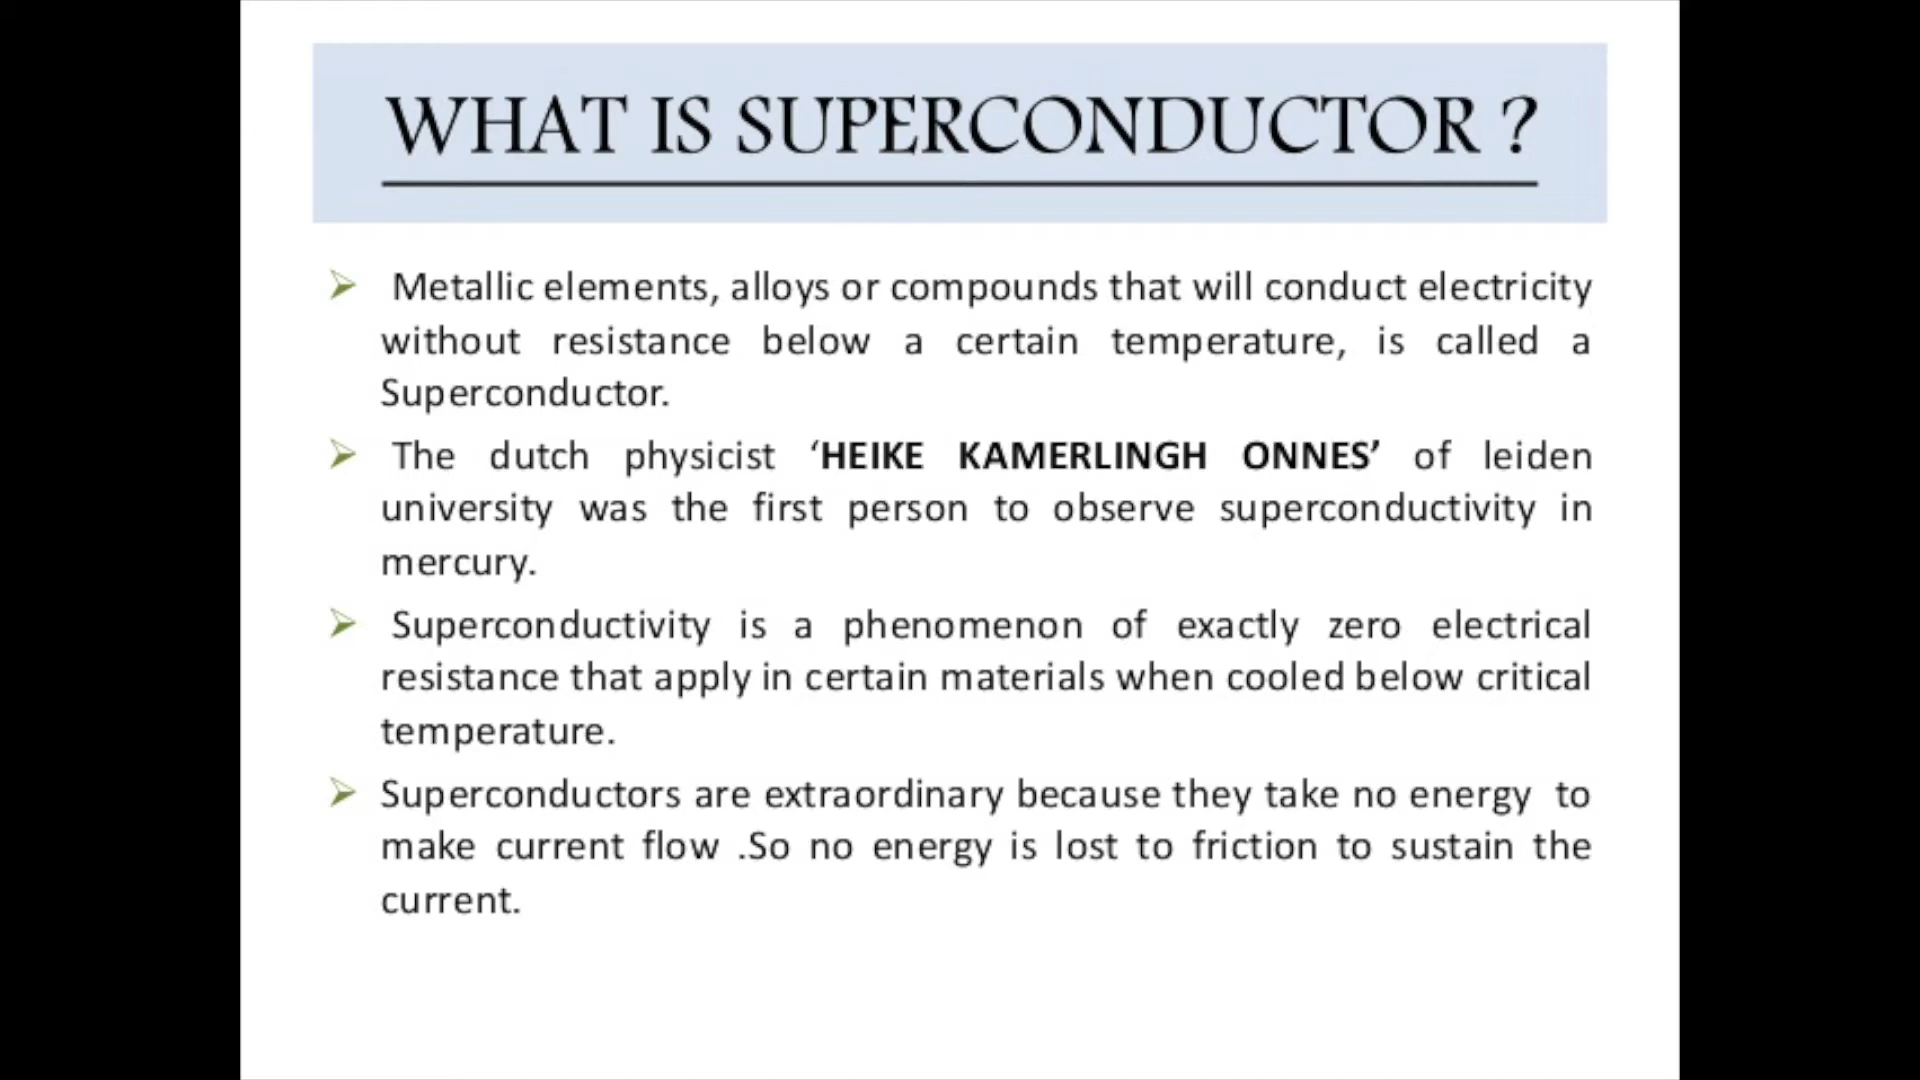 WHAT IS SUPERCONDUCTOR ?
Metallic elements, alloys or compounds that will conduct electricity
without resistance below a certain temperature, is called a
Superconductor.
The dutch physicist ‘HEIKE KAMERLINGH ONNES’ of leiden
university was the first person to observe superconductivity in
mercury.
Superconductivity is a phenomenon of exactly zero electrical
resistance that apply in certain materials when cooled below critical
temperature.
Superconductors are extraordinary because they take no energy to
make current flow .So no energy is lost to friction to sustain the
current.